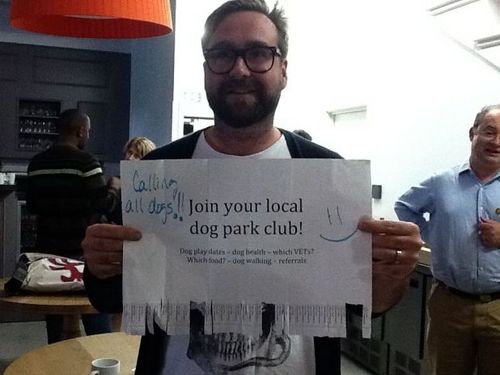 Calling
all dogs!!
Join your local
dog park club!
Dog play dates – dog health – which VETs?
Which food? – dog walking – referrals